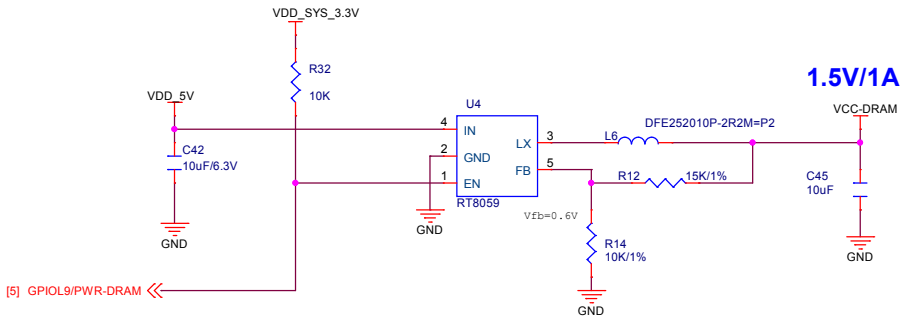 VDD_SYS_3.3V
R32
10K
1.5V/1A
VDD_5V
U4
VCC-DRAM
DFE252010P-2R2M=P2
4
IN
C42
10uF/6.3V
2
GND
LX
3
L6
FB
5
1
EN
R12
15K/1%
C45
10uF
RT8059
Vfb=0.6V
GND
GND
R14
10K/1%
GND
[5] GPIOL9/PWR-DRAM
GND